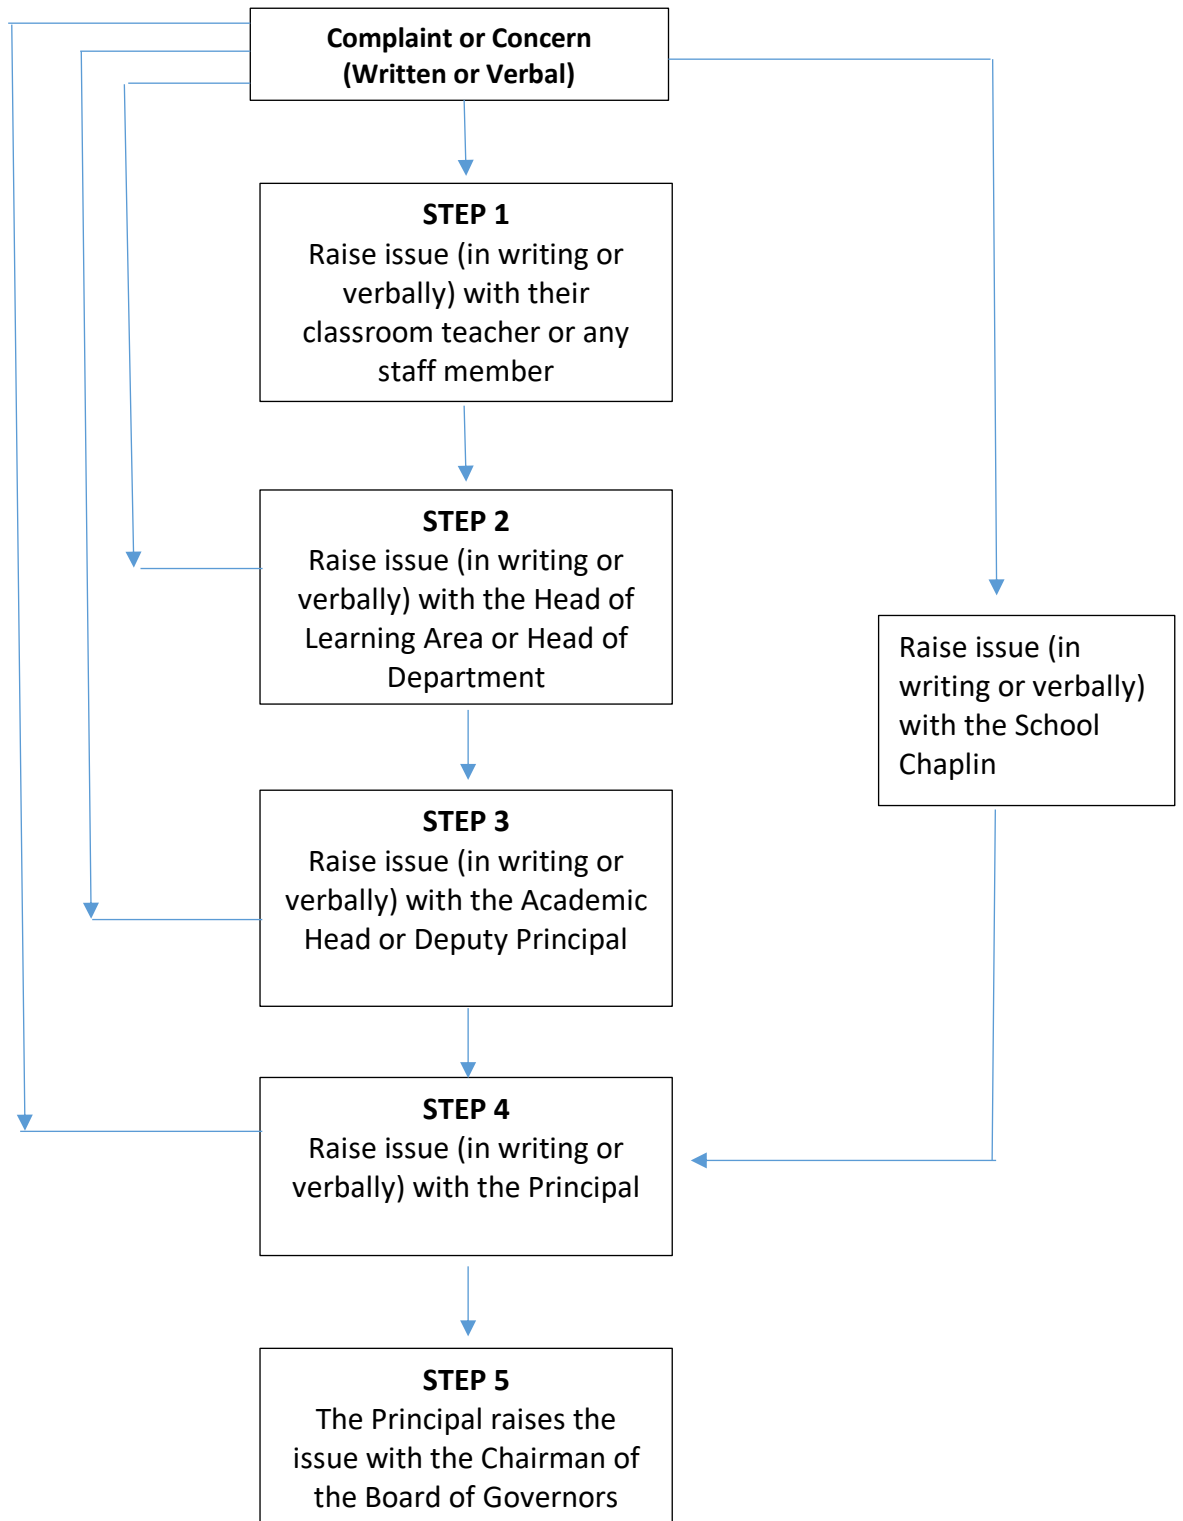 Complaint or Concern
(Written or Verbal)
STEP 1
Raise issue (in writing or
verbally) with their
classroom teacher or any
staff member
STEP 2
Raise issue (in writing or
verbally) with the Head of
Learning Area or Head of
Department
Raise issue (in
writing or verbally)
with the School
Chaplin
STEP 3
Raise issue (in writing or
verbally) with the Academic
Head or Deputy Principal
STEP 4
Raise issue (in writing or
verbally) with the Principal
STEP 5
The Principal raises the
issue with the Chairman of
the Board of Governors